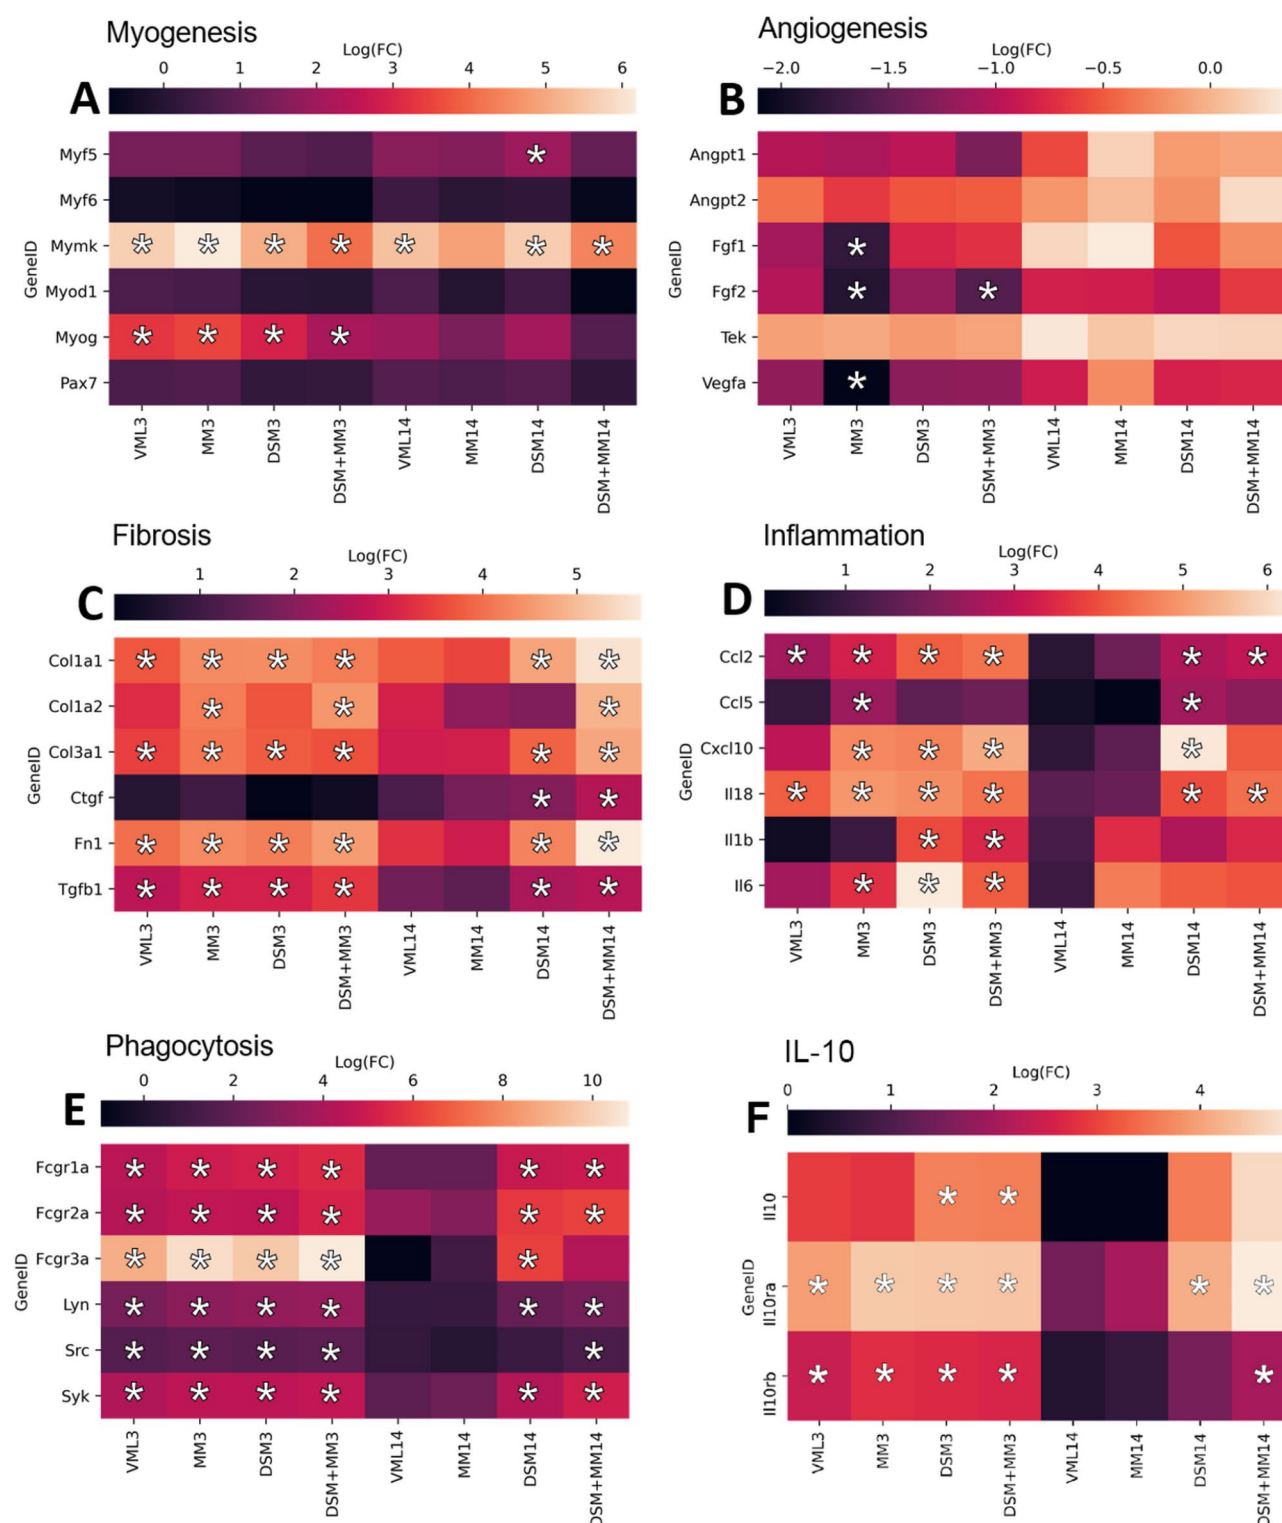 Myogenesis
Log(FC)
0 1 2 3 4 5 6
A
Myf5
*
Myf6
Mymk
* * * * * * *
Myod1
Myog
* * * *
Pax7
GeneID
VML3 MM3 DSM3 DSM+MM3 VML14 MM14 DSM14 DSM+MM14
Angiogenesis
Log(FC)
−2.0 −1.5 −1.0 −0.5 0.0
B
Angpt1
Angpt2
Fgf1
*
Fgf2
* *
Tek
Vegfa
*
GeneID
VML3 MM3 DSM3 DSM+MM3 VML14 MM14 DSM14 DSM+MM14
Fibrosis
Log(FC)
1 2 3 4 5
C
Col1a1
* * * * * *
Col1a2
* * *
Col3a1
* * * * * *
Ctgf
* *
Fn1
* * * * * *
Tgfb1
* * * * * *
GeneID
VML3 MM3 DSM3 DSM+MM3 VML14 MM14 DSM14 DSM+MM14
Inflammation
Log(FC)
1 2 3 4 5 6
D
Ccl2
* * * * * *
Ccl5
* *
Cxcl10
* * * *
Il18
* * * * * *
Il1b
* *
Il6
* * *
GeneID
VML3 MM3 DSM3 DSM+MM3 VML14 MM14 DSM14 DSM+MM14
Phagocytosis
Log(FC)
0 2 4 6 8 10
E
Fcgr1a
* * * * * *
Fcgr2a
* * * * * *
Fcgr3a
* * * * *
Lyn
* * * * * *
Src
* * * * *
Syk
* * * * * *
GeneID
VML3 MM3 DSM3 DSM+MM3 VML14 MM14 DSM14 DSM+MM14
IL-10
Log(FC)
0 1 2 3 4
F
Il10
* *
Il10ra
* * * * * *
Il10rb
* * * * *
GeneID
VML3 MM3 DSM3 DSM+MM3 VML14 MM14 DSM14 DSM+MM14